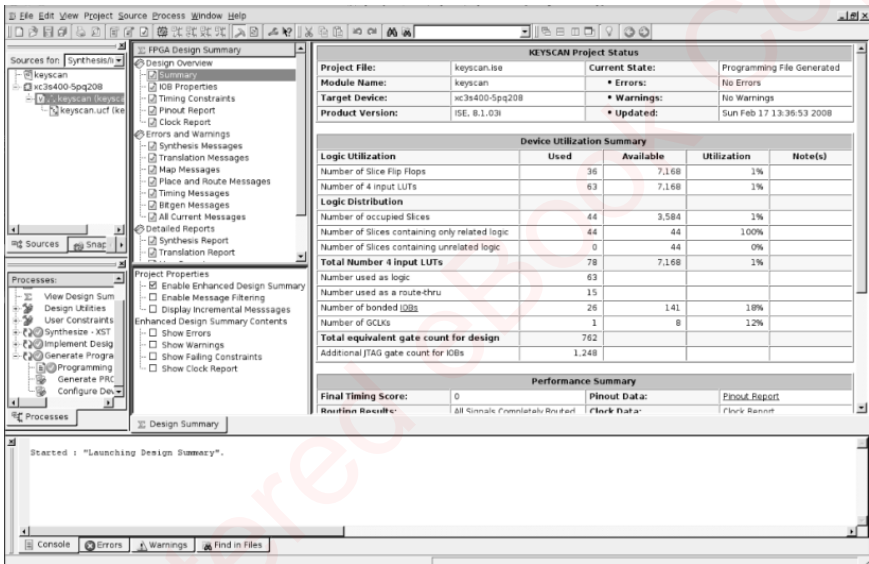 File Edit View Project Source Process Window Help
Sources for: Synthesis/I
keyscan
xc3s400-5pq208
keyscan (keysca
keyscan.ucf (ke
Sources Snap
Processes:
View Design Sum
Design Utilities
User Constraints
Synthesize - XST
Implement Desig
Generate Progra
Programming
Generate PRC
Configure Dev
Processes
FPGA Design Summary
Design Overview
Summary
IOB Properties
Timing Constraints
Pinout Report
Clock Report
Errors and Warnings
Synthesis Messages
Translation Messages
Map Messages
Place and Route Messages
Timing Messages
Bitgen Messages
All Current Messages
Detailed Reports
Synthesis Report
Translation Report
Project Properties
Enable Enhanced Design Summary
Enable Message Filtering
Display Incremental Messsages
Enhanced Design Summary Contents
Show Errors
Show Warnings
Show Failing Constraints
Show Clock Report
Design Summary
KEYSCAN Project Status
Project File: keyscan.ise Current State: Programming File Generated
Module Name: keyscan • Errors: No Errors
Target Device: xc3s400-5pq208 • Warnings: No Warnings
Product Version: ISE, 8.1.03i • Updated: Sun Feb 17 13:36:53 2008
Device Utilization Summary
Logic Utilization Used Available Utilization Note(s)
Number of Slice Flip Flops 36 7,168 1%
Number of 4 input LUTs 63 7,168 1%
Logic Distribution
Number of occupied Slices 44 3,584 1%
Number of Slices containing only related logic 44 44 100%
Number of Slices containing unrelated logic 0 44 0%
Total Number 4 input LUTs 78 7,168 1%
Number used as logic 63
Number used as a route-thru 15
Number of bonded IOBs 26 141 18%
Number of GCLKs 1 8 12%
Total equivalent gate count for design 762
Additional JTAG gate count for IOBs 1,248
Performance Summary
Final Timing Score: 0 Pinout Data: Pinout Report
Routing Results: All Signals Completely Routed Clock Data: Clock Report
Started : "Launching Design Summary".
Console Errors Warnings Find in Files